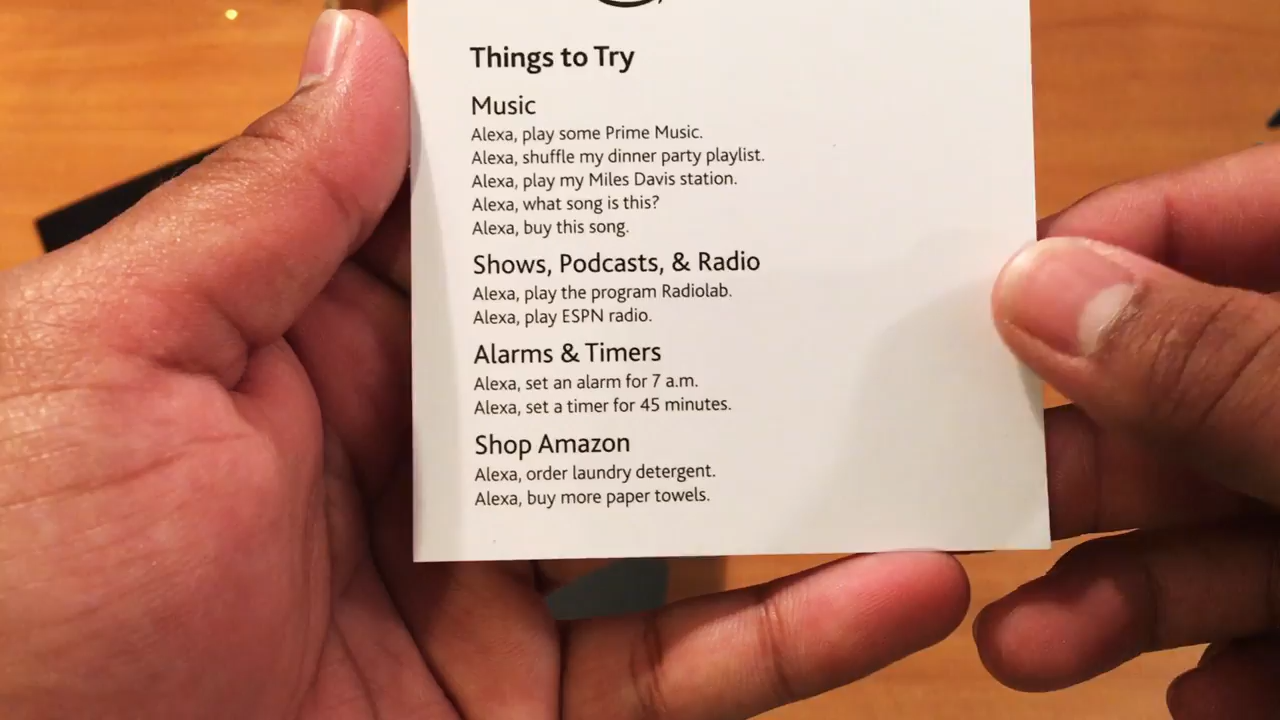 Things to Try
Music
Alexa, play some Prime Music.
Alexa, shuffle my dinner party playlist.
Alexa, play my Miles Davis station.
Alexa, what song is this?
Alexa, buy this song.
Shows, Podcasts, & Radio
Alexa, play the program Radiolab.
Alexa, play ESPN radio.
Alarms & Timers
Alexa, set an alarm for 7 a.m.
Alexa, set a timer for 45 minutes.
Shop Amazon
Alexa, order laundry detergent.
Alexa, buy more paper towels.